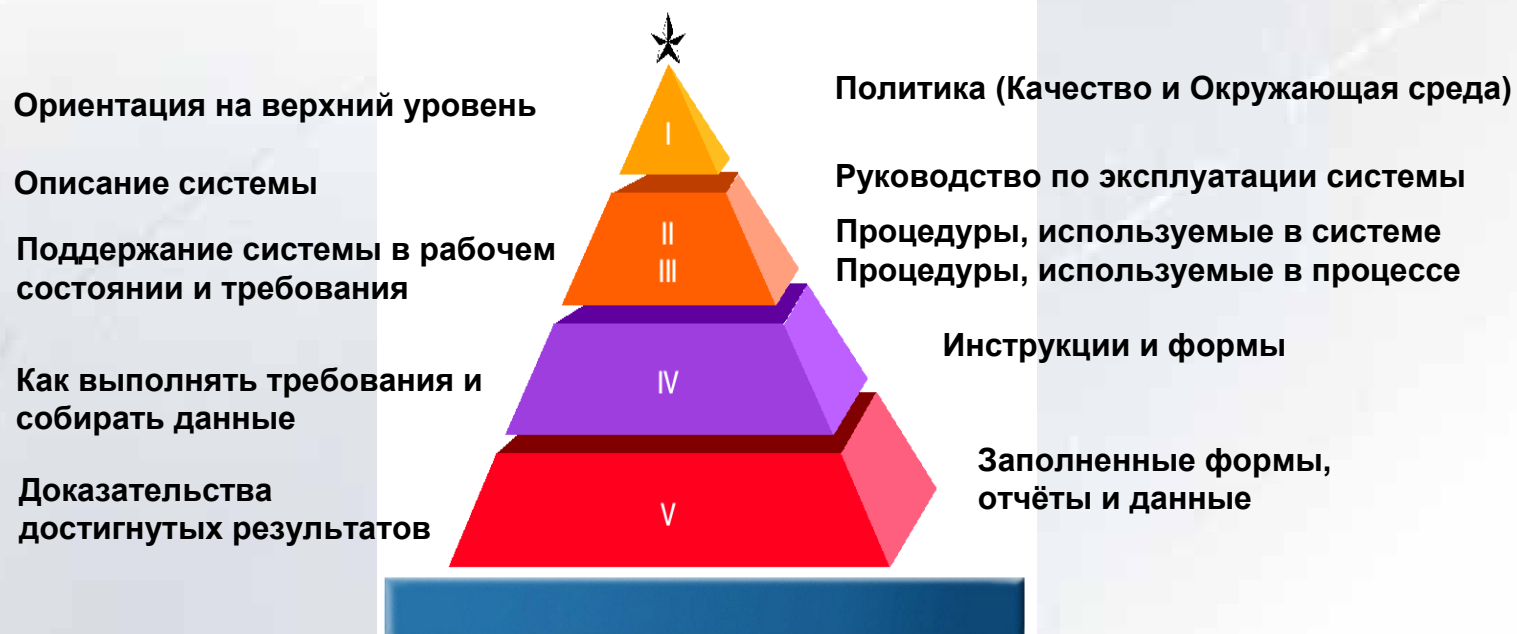 Ориентация на верхний уровень
Политика (Качество и Окружающая среда)
I
Описание системы
Руководство по эксплуатации системы
Поддержание системы в рабочем
состоянии и требования
II
III
Процедуры, используемые в системе
Процедуры, используемые в процессе
Как выполнять требования и
собирать данные
IV
Инструкции и формы
Доказательства
достигнутых результатов
V
Заполненные формы,
отчёты и данные